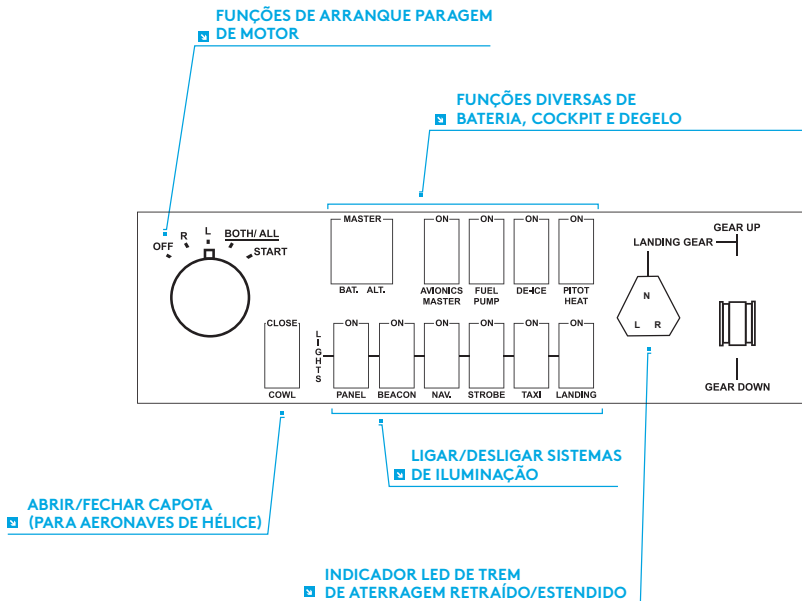 FUNÇÕES DE ARRANQUE PARAGEM
DE MOTOR
FUNÇÕES DIVERSAS DE
BATERIA, COCKPIT E DEGELO
OFF
R
L
BOTH/ ALL
START
MASTER
BAT. ALT.
ON
AVIONICS
MASTER
ON
FUEL
PUMP
ON
DE-ICE
ON
PITOT
HEAT
LANDING GEAR
GEAR UP
N
L R
GEAR DOWN
CLOSE
COWL
LIGHTS
ON
PANEL
ON
BEACON
ON
NAV.
ON
STROBE
ON
TAXI
ON
LANDING
LIGAR/DESLIGAR SISTEMAS
DE ILUMINAÇÃO
ABRIR/FECHAR CAPOTA
(PARA AERONAVES DE HÉLICE)
INDICADOR LED DE TREM
DE ATERRAGEM RETRAÍDO/ESTENDIDO